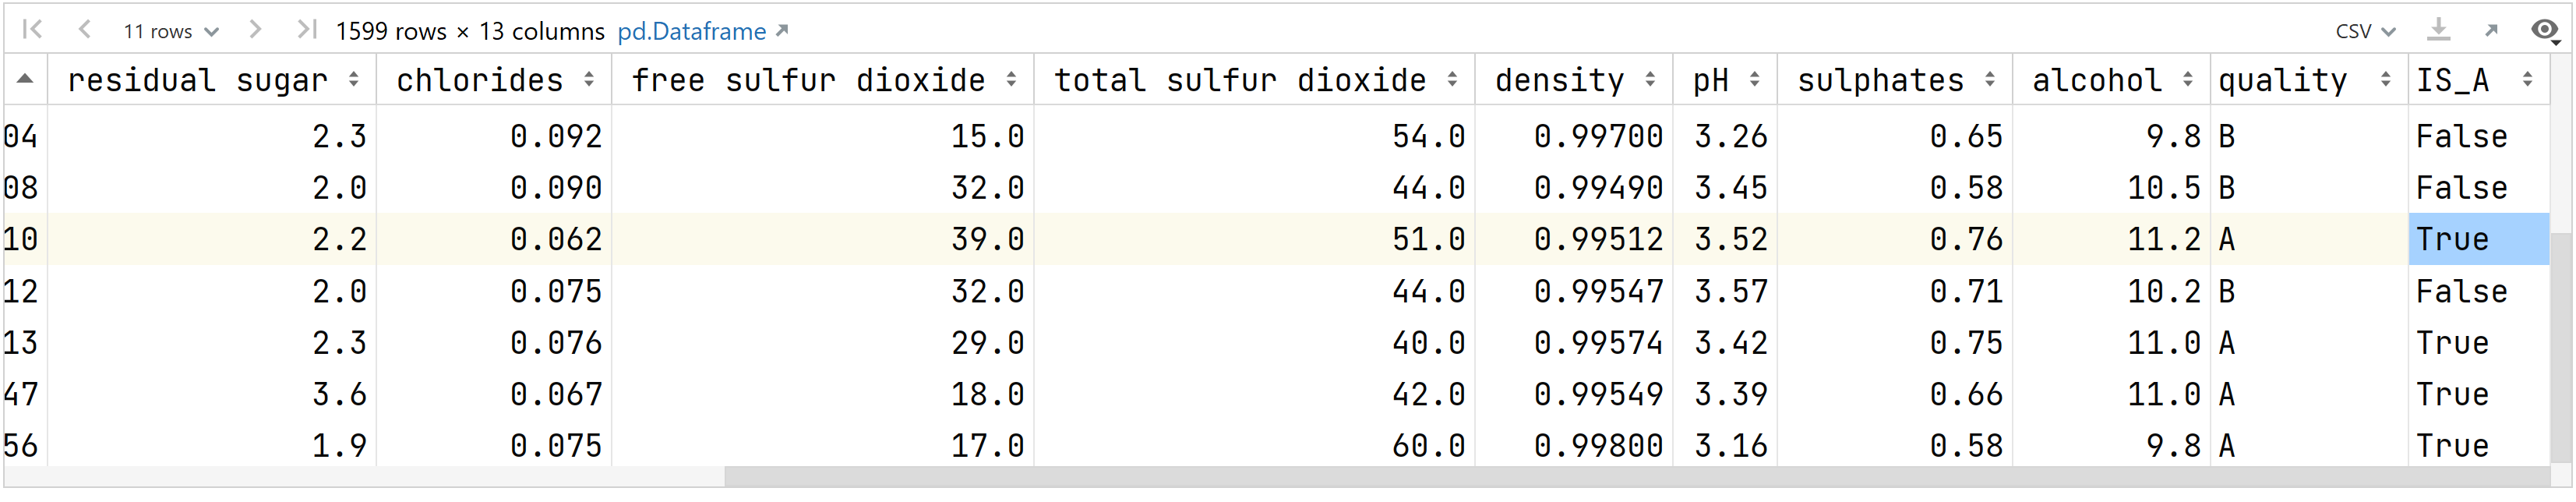 11 rows 1599 rows × 13 columns pd.Dataframe CSV
residual sugar chlorides free sulfur dioxide total sulfur dioxide density pH sulphates alcohol quality IS_A
04 2.3 0.092 15.0 54.0 0.99700 3.26 0.65 9.8 B False
08 2.0 0.090 32.0 44.0 0.99490 3.45 0.58 10.5 B False
10 2.2 0.062 39.0 51.0 0.99512 3.52 0.76 11.2 A True
12 2.0 0.075 32.0 44.0 0.99547 3.57 0.71 10.2 B False
13 2.3 0.076 29.0 40.0 0.99574 3.42 0.75 11.0 A True
47 3.6 0.067 18.0 42.0 0.99549 3.39 0.66 11.0 A True
56 1.9 0.075 17.0 60.0 0.99800 3.16 0.58 9.8 A True